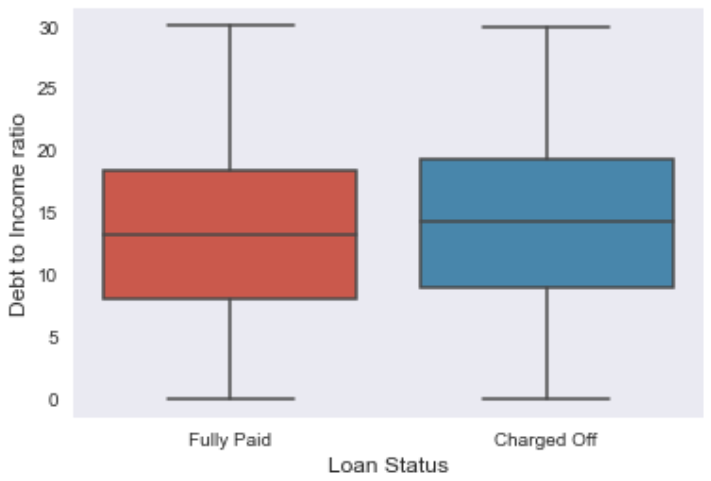 30
25
20
15
10
5
0
Debt to Income ratio
Fully Paid
Charged Off
Loan Status